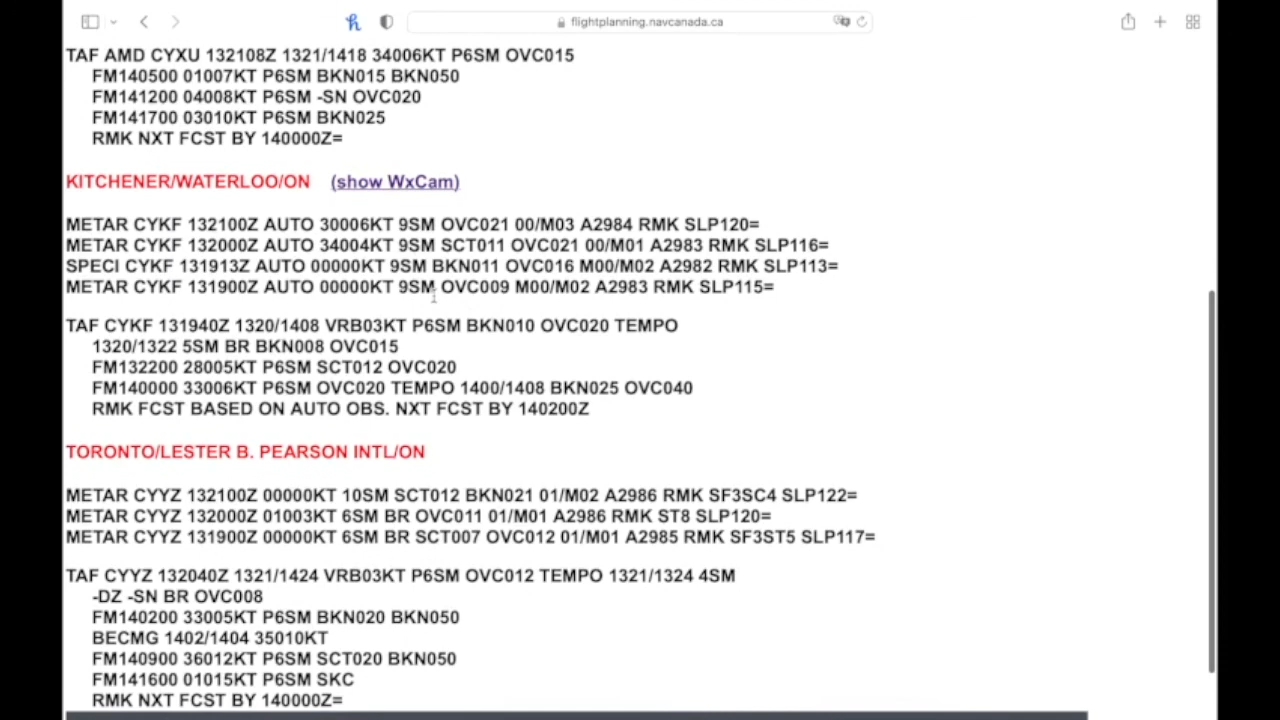 flightplanning.navcanada.ca
TAF AMD CYXU 132108Z 1321/1418 34006KT P6SM OVC015
FM140500 01007KT P6SM BKN015 BKN050
FM141200 04008KT P6SM -SN OVC020
FM141700 03010KT P6SM BKN025
RMK NXT FCST BY 140000Z=
KITCHENER/WATERLOO/ON (show WxCam)
METAR CYKF 132100Z AUTO 30006KT 9SM OVC021 00/M03 A2984 RMK SLP120=
METAR CYKF 132000Z AUTO 34004KT 9SM SCT011 OVC021 00/M01 A2983 RMK SLP116=
SPECI CYKF 131913Z AUTO 00000KT 9SM BKN011 OVC016 M00/M02 A2982 RMK SLP113=
METAR CYKF 131900Z AUTO 00000KT 9SM OVC009 M00/M02 A2983 RMK SLP115=
TAF CYKF 131940Z 1320/1408 VRB03KT P6SM BKN010 OVC020 TEMPO
1320/1322 5SM BR BKN008 OVC015
FM132200 28005KT P6SM SCT012 OVC020
FM140000 33006KT P6SM OVC020 TEMPO 1400/1408 BKN025 OVC040
RMK FCST BASED ON AUTO OBS. NXT FCST BY 140200Z
TORONTO/LESTER B. PEARSON INTL/ON
METAR CYYZ 132100Z 00000KT 10SM SCT012 BKN021 01/M02 A2986 RMK SF3SC4 SLP122=
METAR CYYZ 132000Z 01003KT 6SM BR OVC011 01/M01 A2986 RMK ST8 SLP120=
METAR CYYZ 131900Z 00000KT 6SM BR SCT007 OVC012 01/M01 A2985 RMK SF3ST5 SLP117=
TAF CYYZ 132040Z 1321/1424 VRB03KT P6SM OVC012 TEMPO 1321/1324 4SM
-DZ -SN BR OVC008
FM140200 33005KT P6SM BKN020 BKN050
BECMG 1402/1404 35010KT
FM140900 36012KT P6SM SCT020 BKN050
FM141600 01015KT P6SM SKC
RMK NXT FCST BY 140000Z=